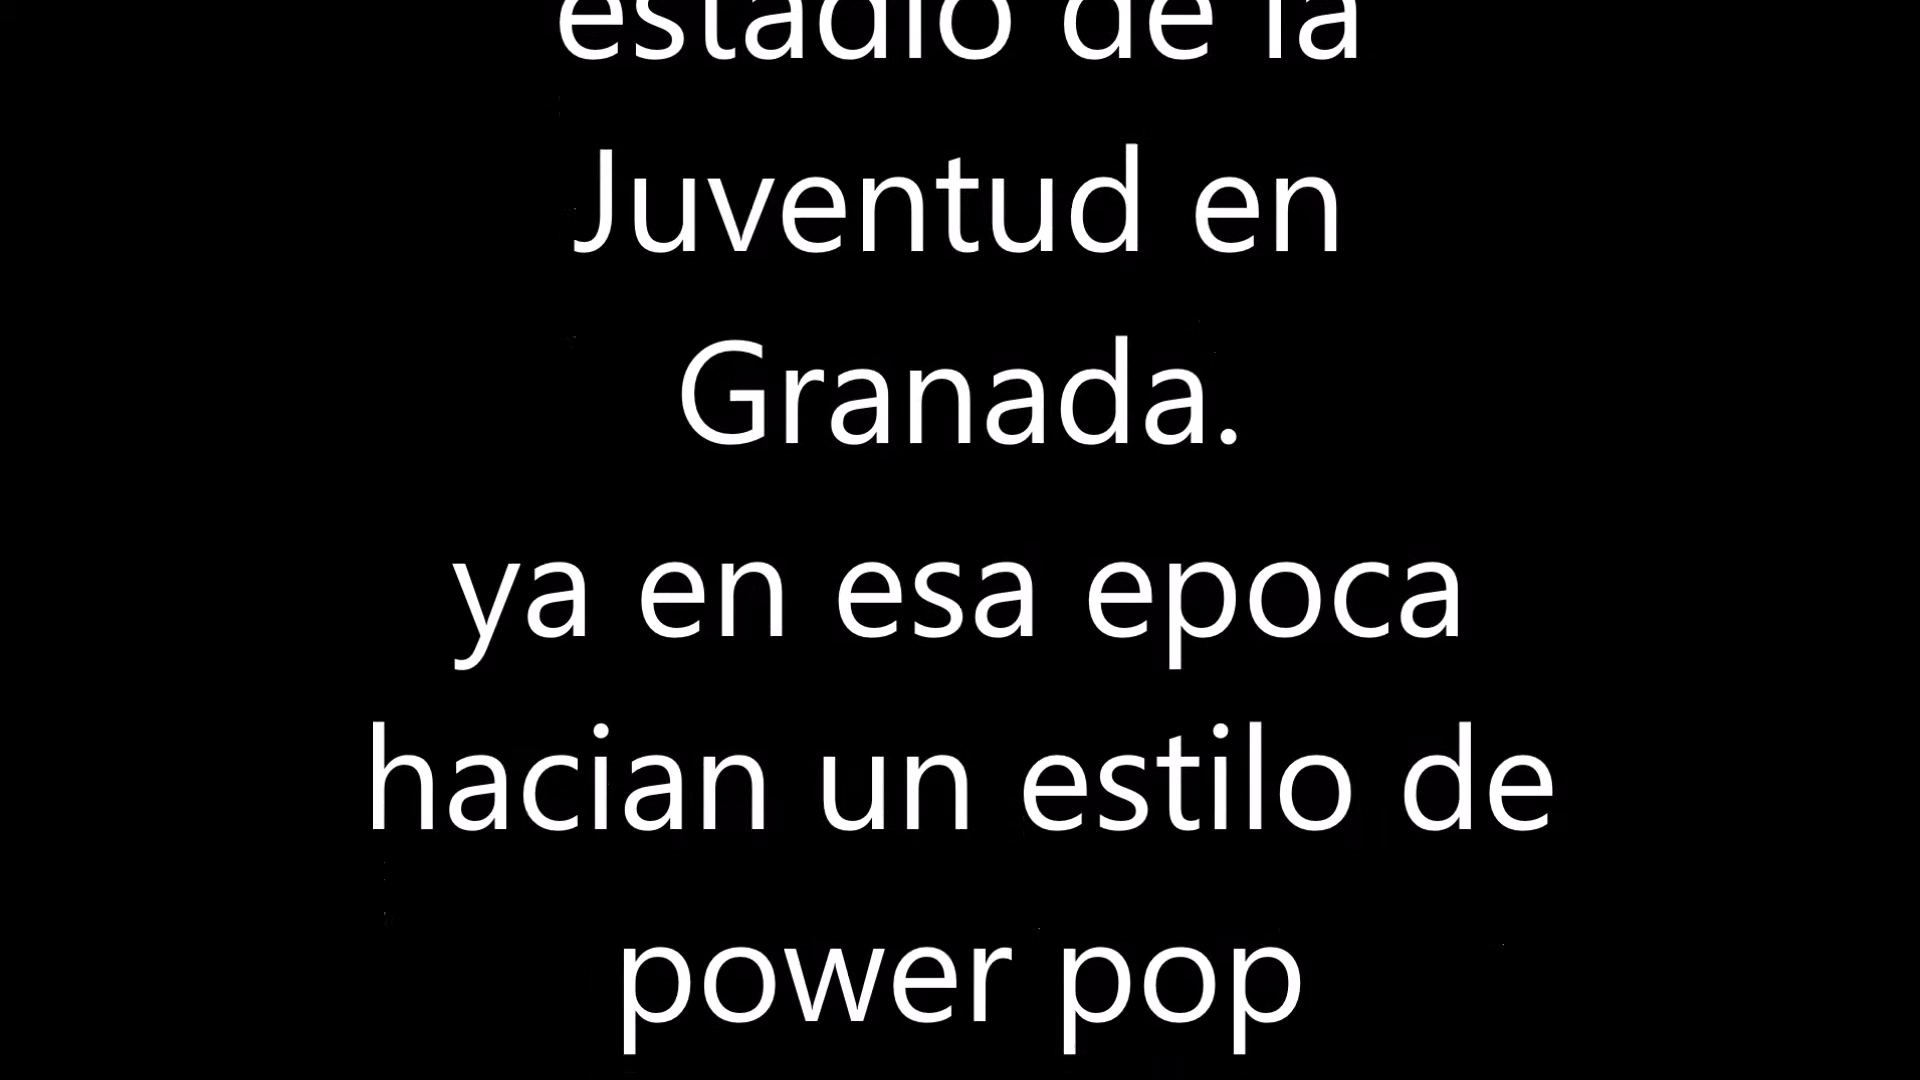 estadio de la
Juventud en
Granada.
ya en esa epoca
hacian un estilo de
power pop